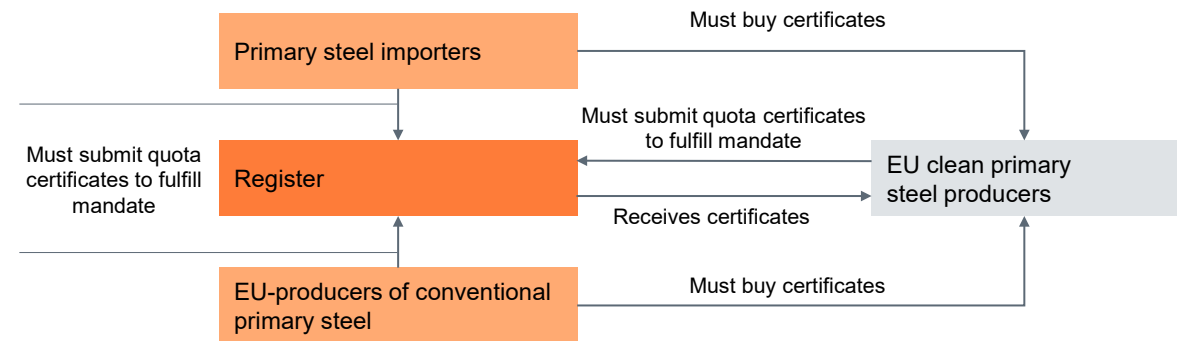 Must buy certificates
Primary steel importers
Must submit quota certificates
to fulfill mandate
Must submit quota
certificates to fulfill
mandate
Register
EU clean primary
steel producers
Receives certificates
EU-producers of conventional
primary steel
Must buy certificates